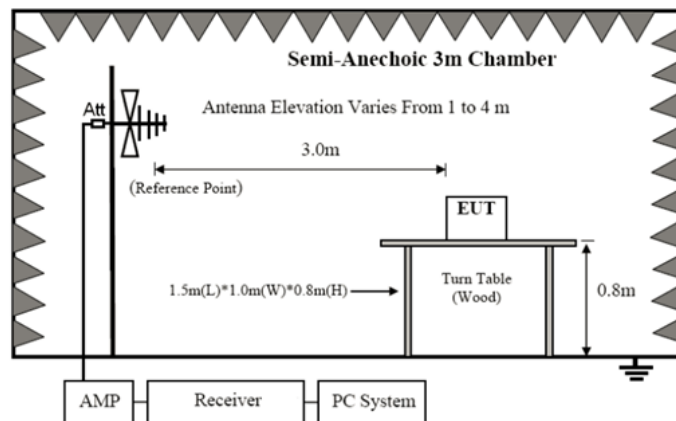 Semi-Anechoic 3m Chamber
Antenna Elevation Varies From 1 to 4 m
Att
3.0m
(Reference Point)
EUT
1.5m(L)*1.0m(W)*0.8m(H)
Turn Table
(Wood)
0.8m
AMP
Receiver
PC System